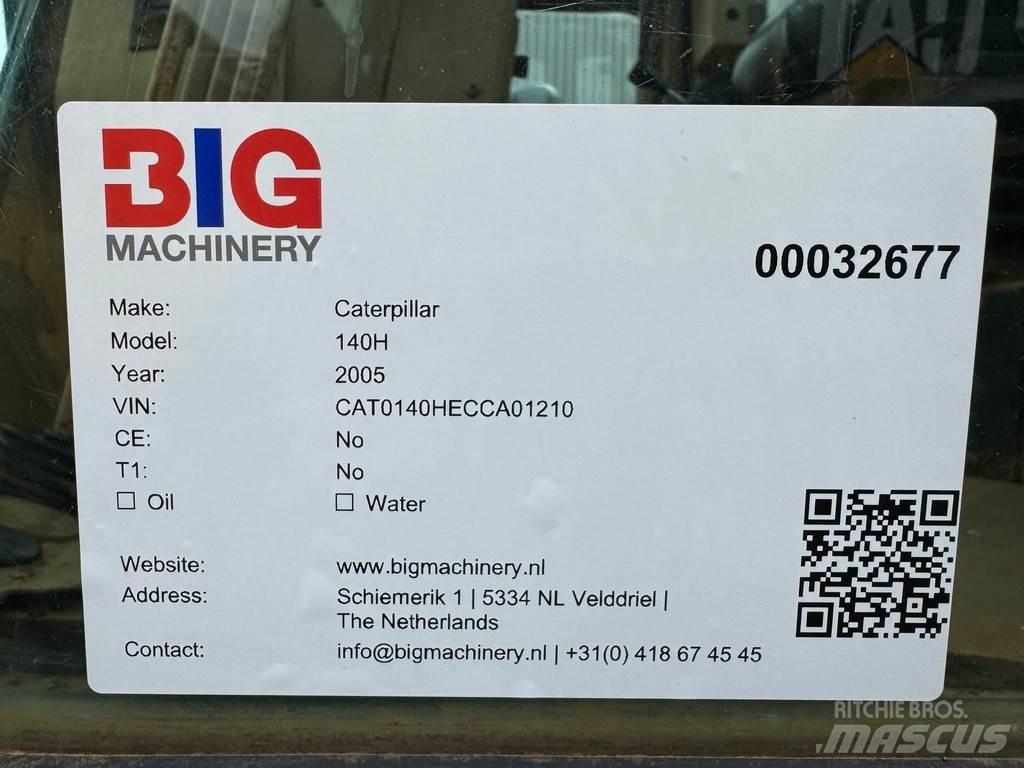 BIG
MACHINERY
00032677
Make: Caterpillar
Model: 140H
Year: 2005
VIN: CAT0140HECCA01210
CE: No
T1: No
☐ Oil ☐ Water
Website: www.bigmachinery.nl
Address: Schiemerik 1 | 5334 NL Velddriel |
The Netherlands
Contact: info@bigmachinery.nl | +31(0) 418 67 45 45
RITCHIE BROS.
MASCUS